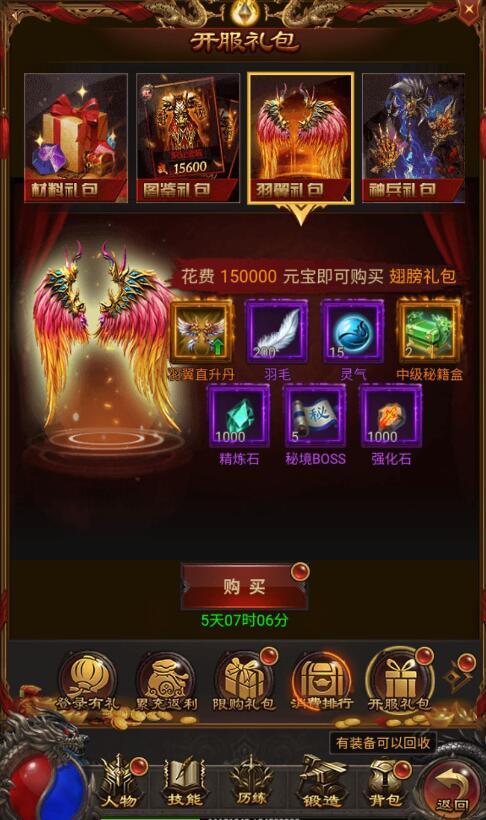 开服礼包
15600
材料礼包 图鉴礼包 羽翼礼包 神兵礼包
花费 150000 元宝即可购买 翅膀礼包
200 15 2
羽翼直升丹 羽毛 灵气 中级秘籍盒
秘
1000 5 1000
精炼石 秘境BOSS 强化石
购买
5天07时06分
登录有礼 累充返利 限购礼包 消费排行 开服礼包
有装备可以回收
人物 技能 历练 锻造 背包 返回